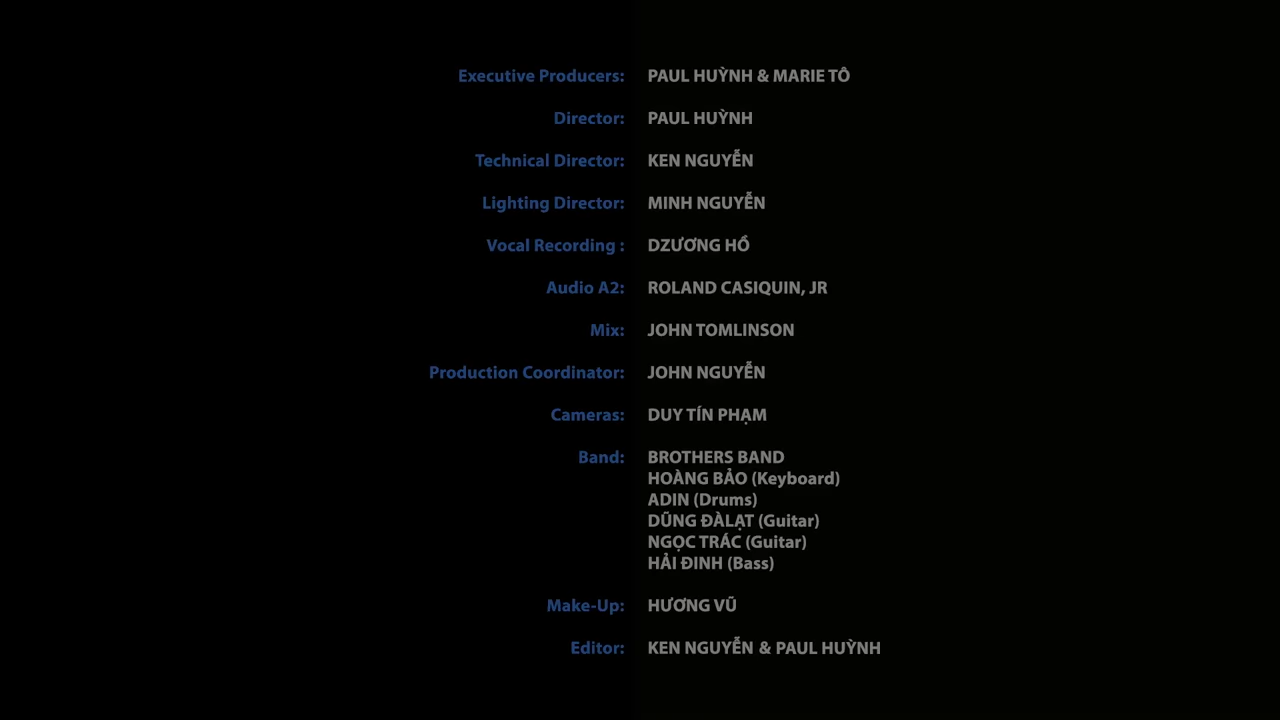 Executive Producers: PAUL HUỲNH & MARIE TÔ
Director: PAUL HUỲNH
Technical Director: KEN NGUYỄN
Lighting Director: MINH NGUYỄN
Vocal Recording : DZƯƠNG HỒ
Audio A2: ROLAND CASIQUIN, JR
Mix: JOHN TOMLINSON
Production Coordinator: JOHN NGUYỄN
Cameras: DUY TÍN PHẠM
Band: BROTHERS BAND
HOÀNG BẢO (Keyboard)
ADIN (Drums)
DŨNG ĐÀLẠT (Guitar)
NGỌC TRÁC (Guitar)
HẢI ĐINH (Bass)
Make-Up: HƯƠNG VŨ
Editor: KEN NGUYỄN & PAUL HUỲNH